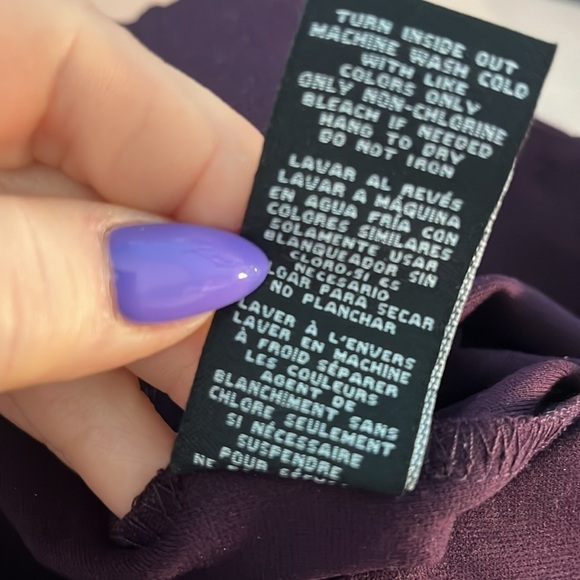 TURN INSIDE OUT
MACHINE WASH COLD
WITH LIKE
COLORS ONLY
ONLY NON-CHLORINE
BLEACH IF NEEDED
HANG TO DRY
DO NOT IRON
LAVAR AL REVÉS
LAVAR A MÁQUINA
EN AGUA FRÍA CON
COLORES SIMILARES
SOLAMENTE USAR
BLANQUEADOR SIN
CLORO·SI ES
NECESARIO
LGAR PARA SECAR
NO PLANCHAR
LAVER À L'ENVERS
LAVER EN MACHINE
À FROID SÉPARER
LES COULEURS
AGENT DE
BLANCHIMENT SANS
CHLORE SEULEMENT
SI NÉCESSAIRE
SUSPENDRE
POUR
NE